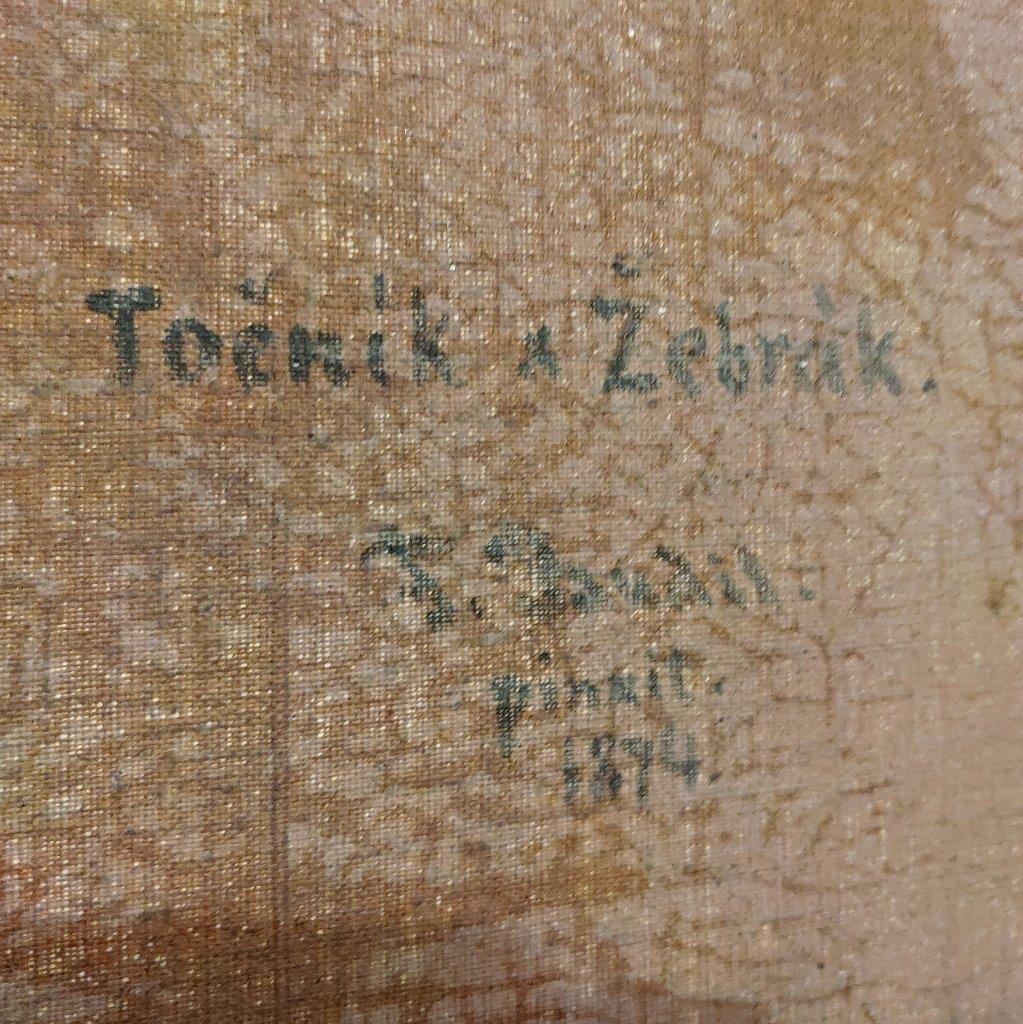 Točník a Žebrák.
pinxit.
1874.